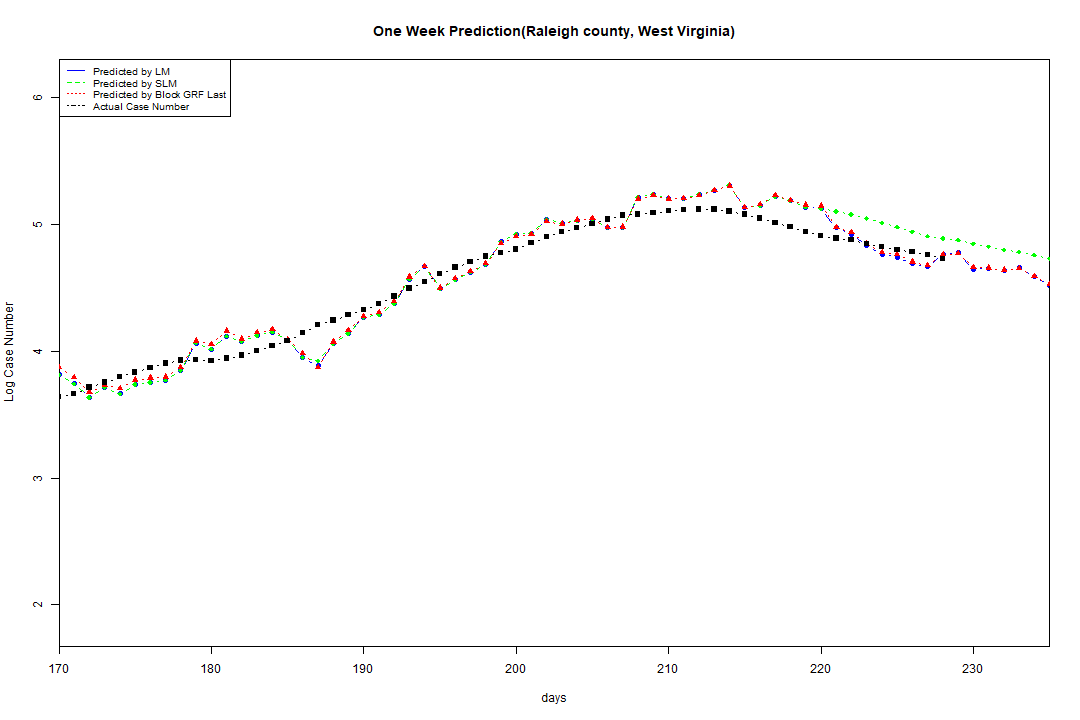 One Week Prediction(Raleigh county, West Virginia)
Predicted by LM
Predicted by SLM
Predicted by Block GRF Last
Actual Case Number
6
5
4
3
2
Log Case Number
170 180 190 200 210 220 230
days